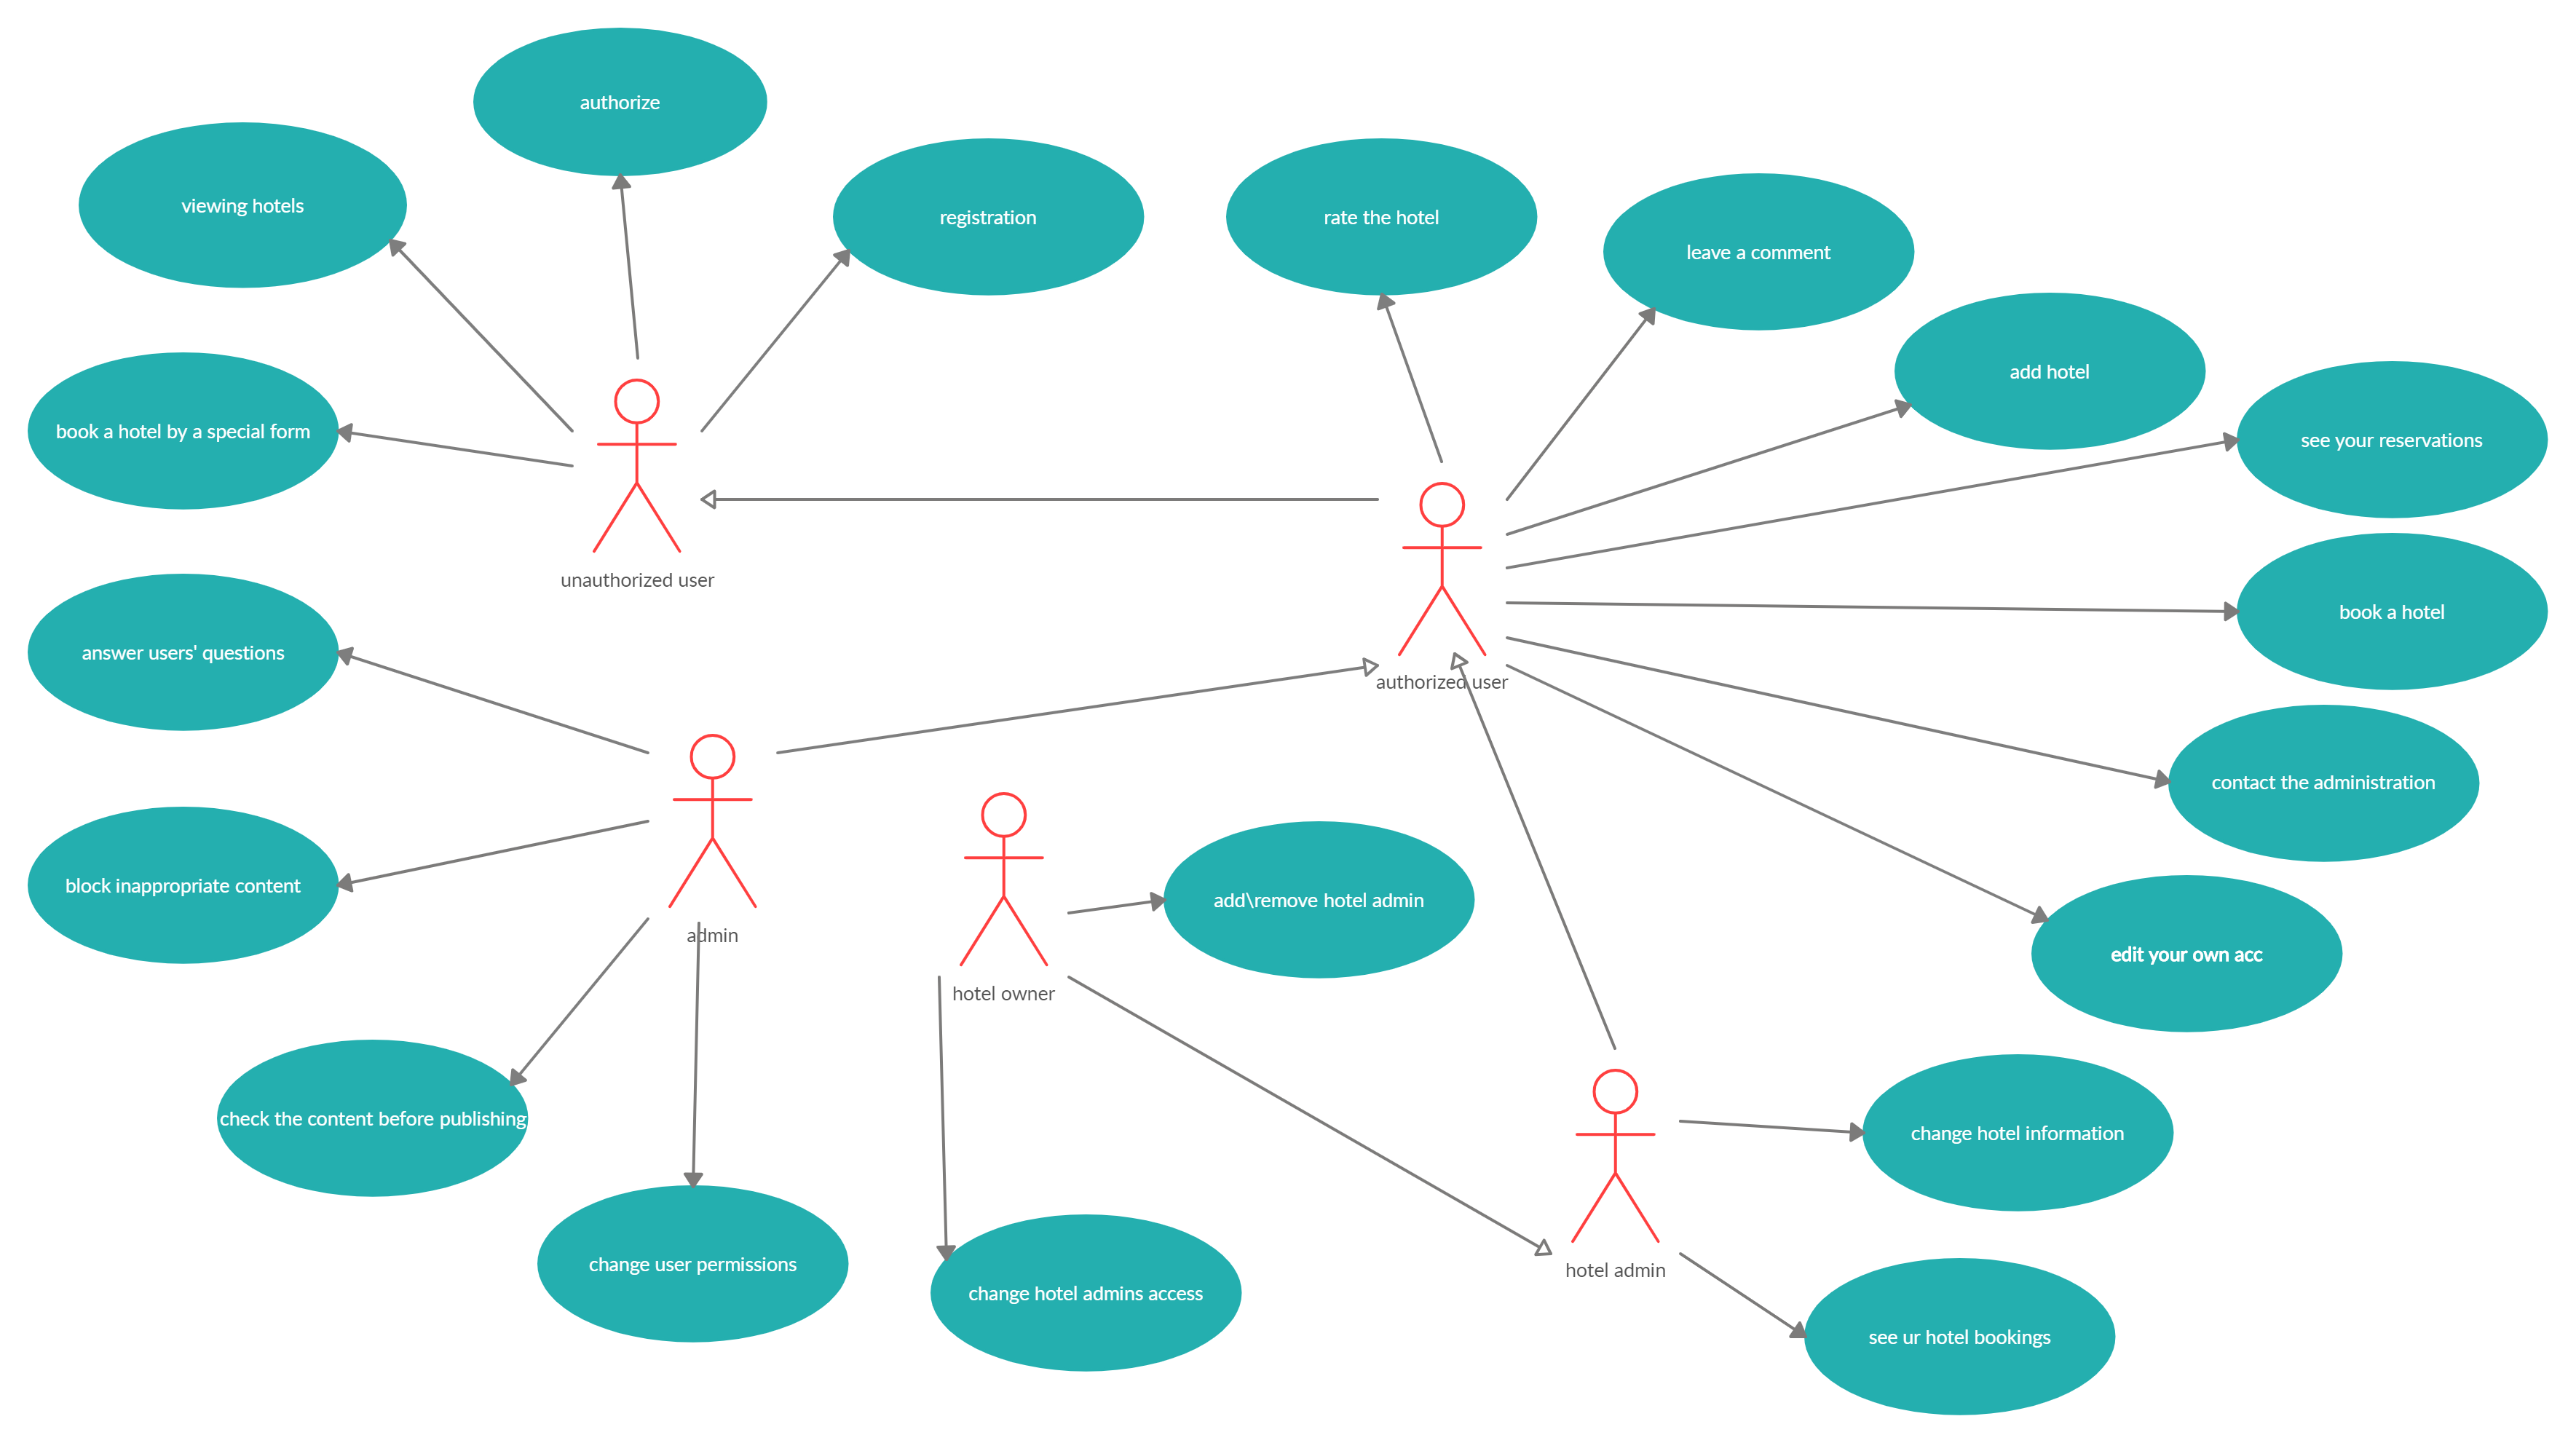 authorize
viewing hotels
registration
rate the hotel
leave a comment
add hotel
book a hotel by a special form
see your reservations
unauthorized user
book a hotel
answer users' questions
authorized user
contact the administration
block inappropriate content
add\remove hotel admin
admin
edit your own acc
hotel owner
check the content before publishing
change hotel information
change user permissions
hotel admin
change hotel admins access
see ur hotel bookings